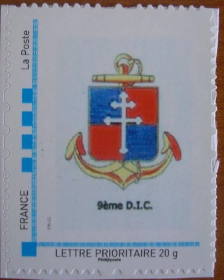 La Poste
FRANCE
9ème D.I.C.
LETTRE PRIORITAIRE 20 g